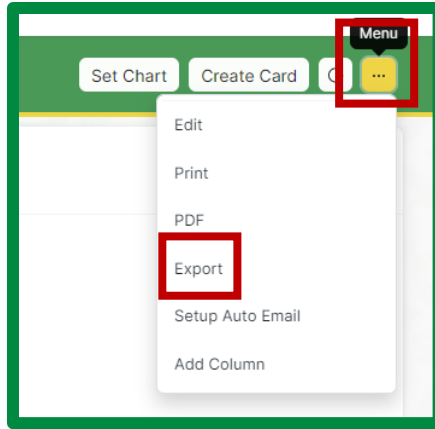 Menu
Set Chart Create Card ...
Edit
Print
PDF
Export
Setup Auto Email
Add Column